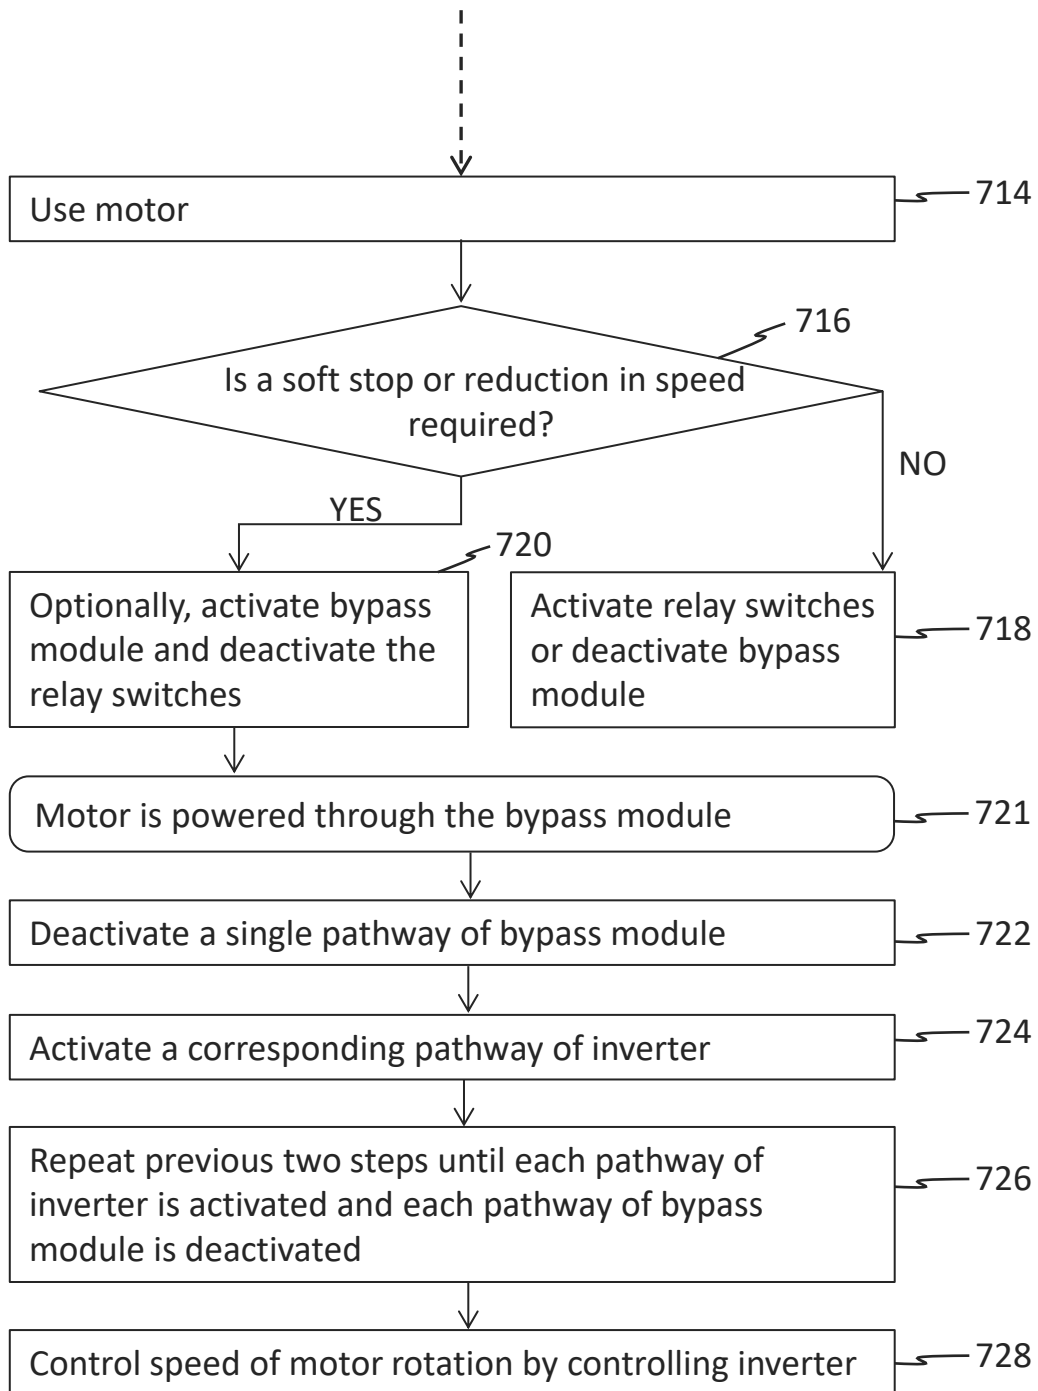 Use motor
714
716
Is a soft stop or reduction in speed
required?
NO
YES
720
Optionally, activate bypass
module and deactivate the
relay switches
Activate relay switches
or deactivate bypass
module
718
Motor is powered through the bypass module
721
Deactivate a single pathway of bypass module
722
Activate a corresponding pathway of inverter
724
Repeat previous two steps until each pathway of
inverter is activated and each pathway of bypass
module is deactivated
726
Control speed of motor rotation by controlling inverter
728